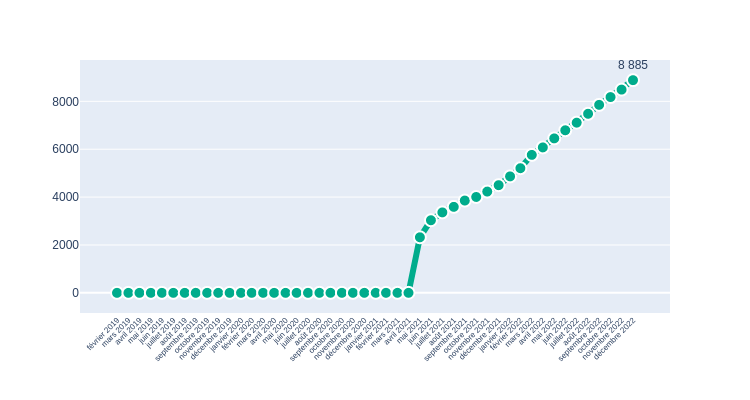 8 885
8000
6000
4000
2000
0
février 2019
mars 2019
avril 2019
mai 2019
juin 2019
juillet 2019
août 2019
septembre 2019
octobre 2019
novembre 2019
décembre 2019
janvier 2020
février 2020
mars 2020
avril 2020
mai 2020
juin 2020
juillet 2020
août 2020
septembre 2020
octobre 2020
novembre 2020
décembre 2020
janvier 2021
février 2021
mars 2021
avril 2021
mai 2021
juin 2021
juillet 2021
août 2021
septembre 2021
octobre 2021
novembre 2021
décembre 2021
janvier 2022
février 2022
mars 2022
avril 2022
mai 2022
juin 2022
juillet 2022
août 2022
septembre 2022
octobre 2022
novembre 2022
décembre 2022